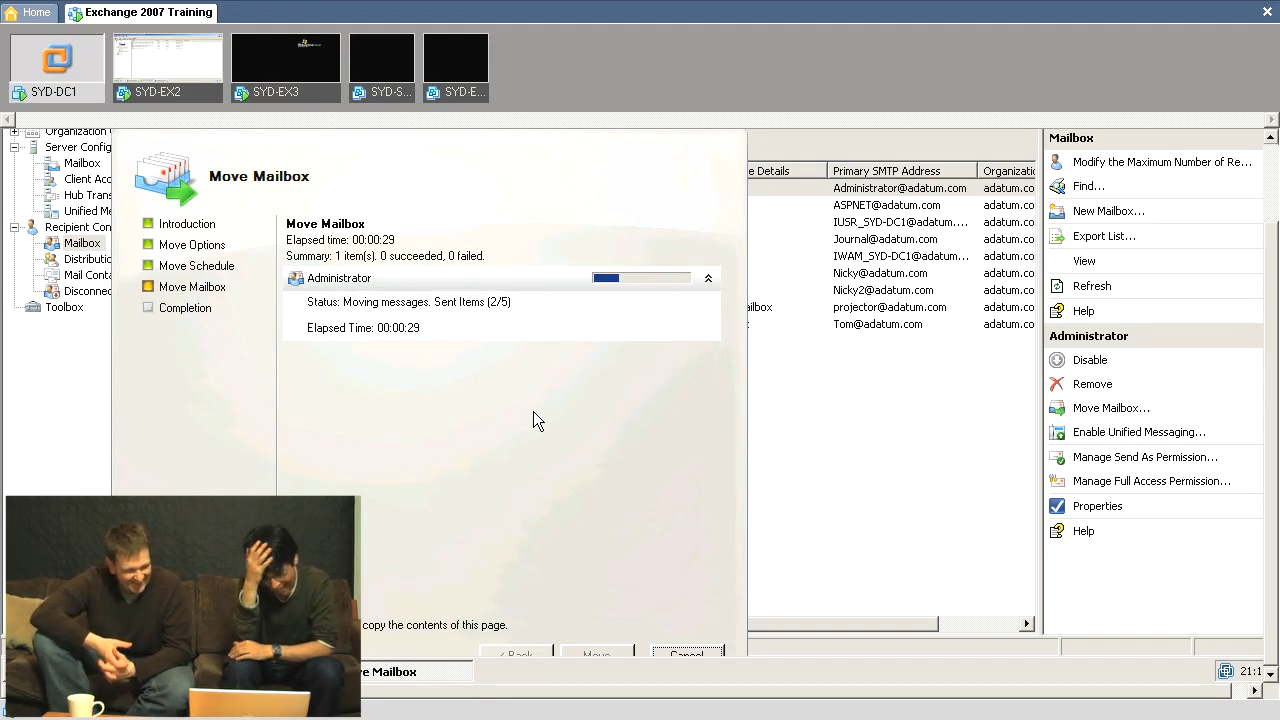 Home
Exchange 2007 Training
SYD-DC1
SYD-EX2
SYD-EX3
SYD-S...
SYD-E...
Organization
Server Config
Mailbox
Client Acc
Hub Trans
Unified Me
Recipient Con
Mailbox
Distributio
Mail Conta
Disconnec
Toolbox
Move Mailbox
Introduction
Move Options
Move Schedule
Move Mailbox
Completion
Move Mailbox
Elapsed time: 00:00:29
Summary: 1 item(s). 0 succeeded, 0 failed.
Administrator
Status: Moving messages. Sent Items (2/5)
Elapsed Time: 00:00:29
copy the contents of this page.
< Back
Move
Cancel
e Details
SMTP Address
Organizatio
Administrator@adatum.com
adatum.co
ASPNET@adatum.com
adatum.co
IUSR_SYD-DC1@adatum....
adatum.co
Journal@adatum.com
adatum.co
IWAM_SYD-DC1@adatum...
adatum.co
Nicky@adatum.com
adatum.co
Nicky2@adatum.com
adatum.co
ilbox
projector@adatum.com
adatum.co
Tom@adatum.com
adatum.co
Mailbox
Modify the Maximum Number of Re...
Find...
New Mailbox...
Export List...
View
Refresh
Help
Administrator
Disable
Remove
Move Mailbox...
Enable Unified Messaging...
Manage Send As Permission...
Manage Full Access Permission...
Properties
Help
ve Mailbox
21:1